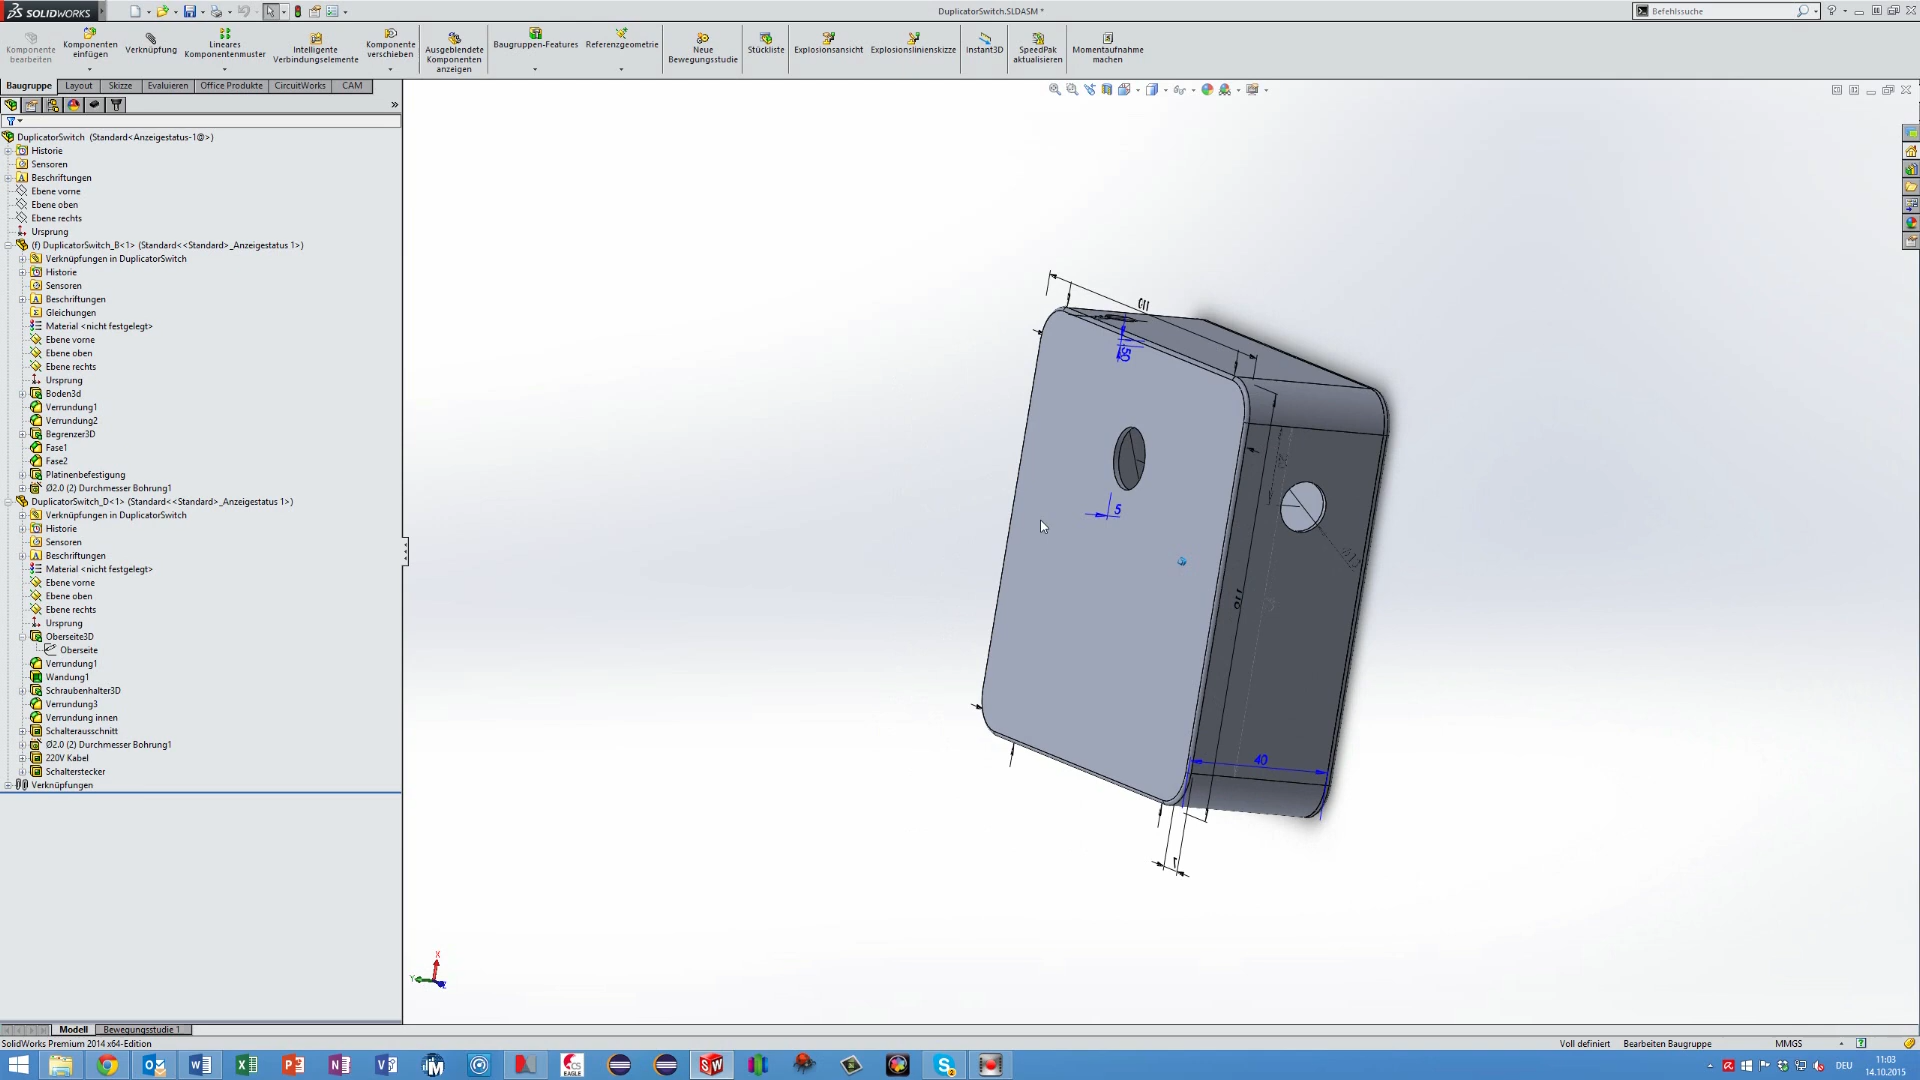 SOLIDWORKS
DuplicatorSwitch.SLDASM *
Befehlssuche
Komponente bearbeiten
Komponenten einfügen
Verknüpfung
Lineares Komponentenmuster
Intelligente Verbindungselemente
Komponente verschieben
Ausgeblendete Komponenten anzeigen
Baugruppen-Features
Referenzgeometrie
Neue Bewegungsstudie
Stückliste
Explosionsansicht
Explosionslinienskizze
Instant3D
SpeedPak aktualisieren
Momentaufnahme machen
Baugruppe
Layout
Skizze
Evaluieren
Office Produkte
CircuitWorks
CAM
DuplicatorSwitch (Standard<Anzeigestatus-1@>)
Historie
Sensoren
Beschriftungen
Ebene vorne
Ebene oben
Ebene rechts
Ursprung
(f) DuplicatorSwitch_B<1> (Standard<<Standard>_Anzeigestatus 1>)
Verknüpfungen in DuplicatorSwitch
Historie
Sensoren
Beschriftungen
Gleichungen
Material <nicht festgelegt>
Ebene vorne
Ebene oben
Ebene rechts
Ursprung
Boden3d
Verrundung1
Verrundung2
Begrenzer3D
Fase1
Fase2
Platinenbefestigung
Ø2.0 (2) Durchmesser Bohrung1
DuplicatorSwitch_D<1> (Standard<<Standard>_Anzeigestatus 1>)
Verknüpfungen in DuplicatorSwitch
Historie
Sensoren
Beschriftungen
Material <nicht festgelegt>
Ebene vorne
Ebene oben
Ebene rechts
Ursprung
Oberseite3D
Oberseite
Verrundung1
Wandung1
Schraubenhalter3D
Verrundung3
Verrundung innen
Schalterausschnitt
Ø2.0 (2) Durchmesser Bohrung1
220V Kabel
Schalterstecker
Verknüpfungen
50
5
110
40
X
Y
Modell
Bewegungsstudie 1
SolidWorks Premium 2014 x64-Edition
Voll definiert
Bearbeiten Baugruppe
MMGS
EAGLE
DEU
11:03
14.10.2015